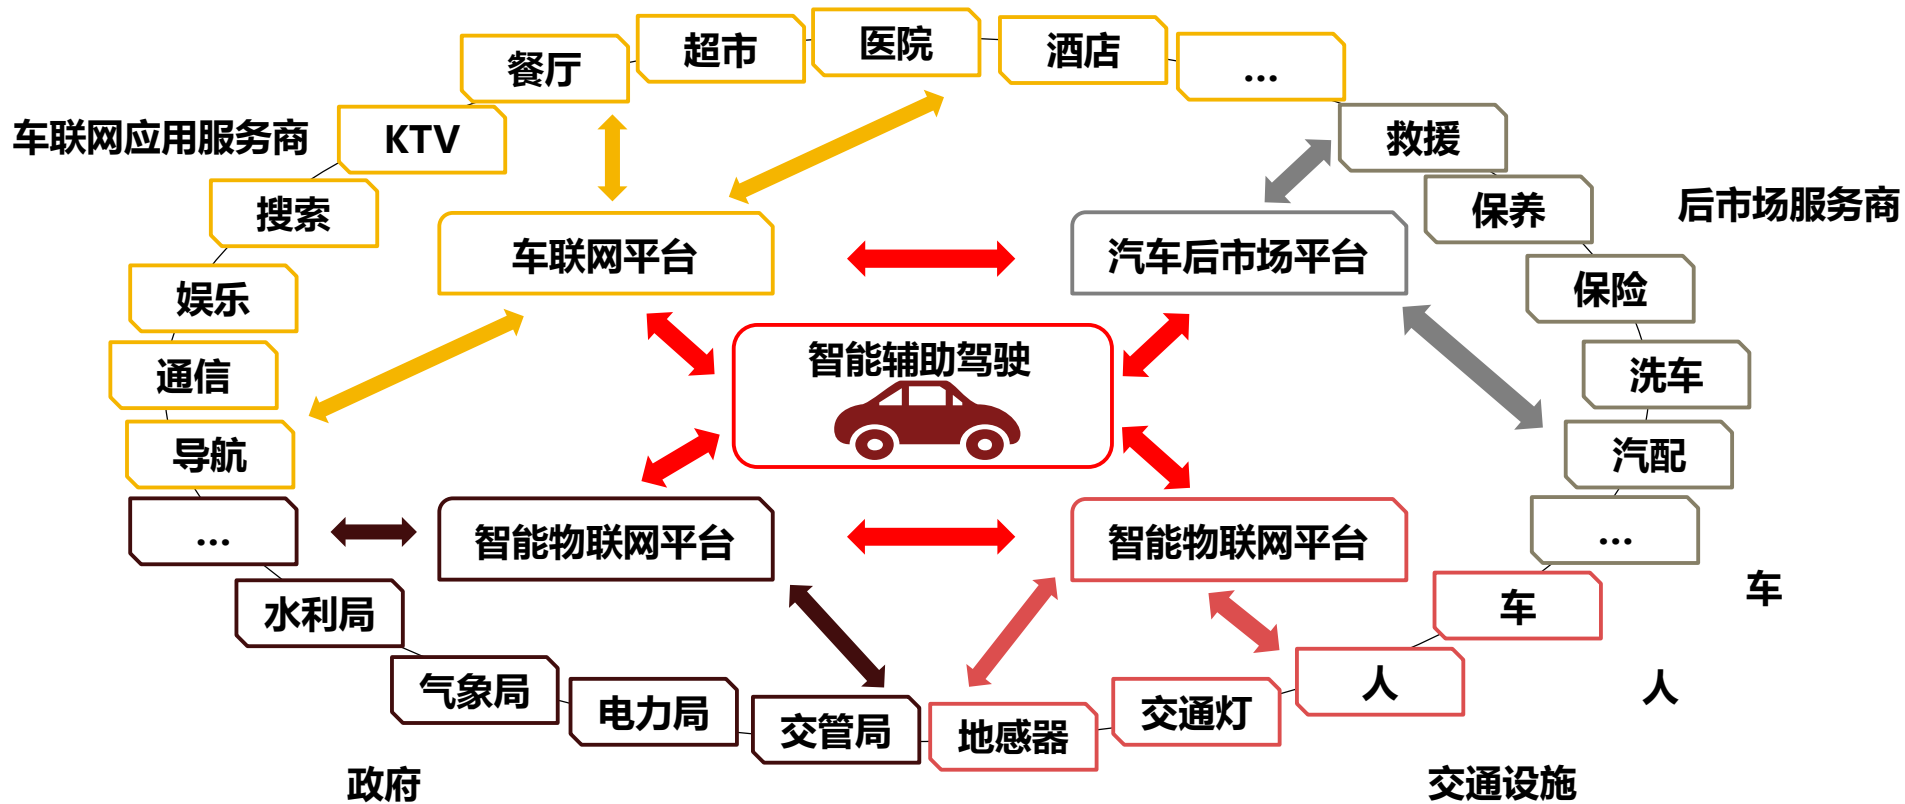 餐厅
超市
医院
酒店
...
车联网应用服务商
KTV
救援
搜索
保养
后市场服务商
车联网平台
汽车后市场平台
娱乐
保险
通信
智能辅助驾驶
洗车
导航
汽配
...
智能物联网平台
智能物联网平台
...
水利局
车
车
气象局
电力局
交管局
地感器
交通灯
人
人
政府
交通设施